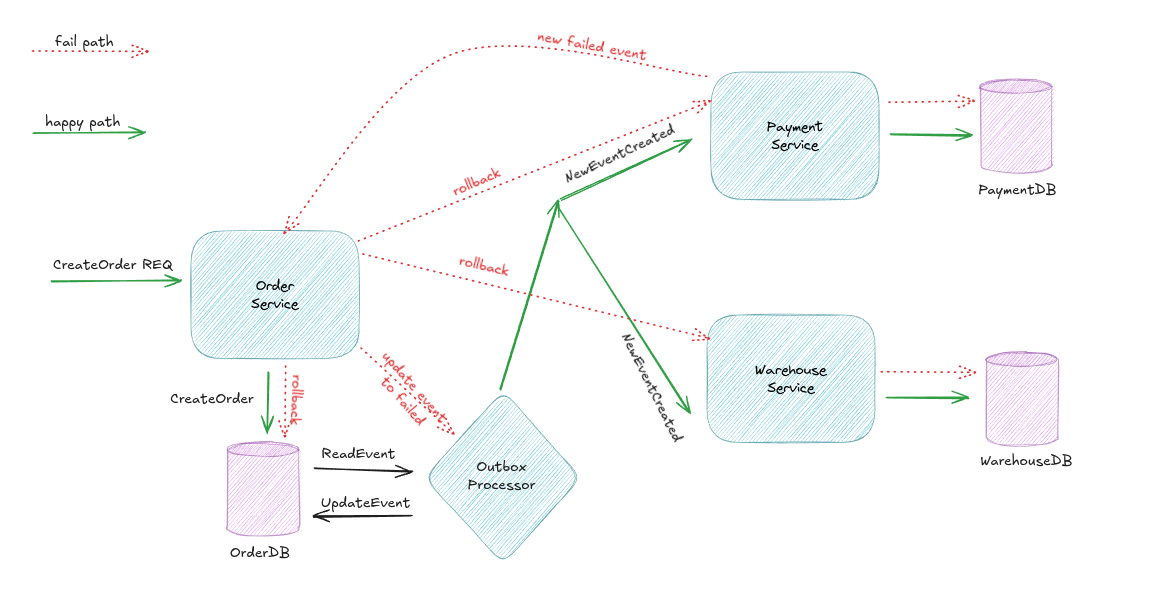 fail path
new failed event
happy path
Payment
Service
NewEventCreated
rollback
PaymentDB
CreateOrder REQ
Order
Service
rollback
NewEventCreated
Warehouse
Service
update event
to failed
CreateOrder
rollback
ReadEvent
Outbox
Processor
WarehouseDB
UpdateEvent
OrderDB